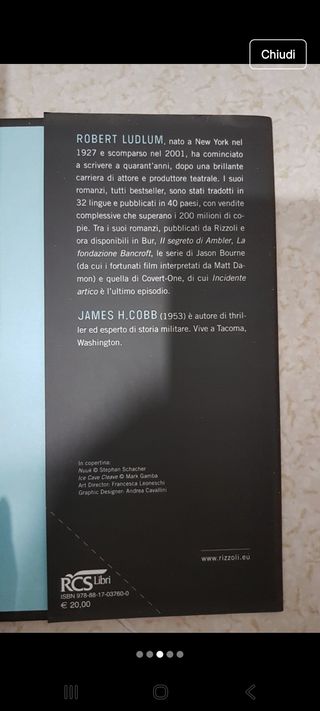 Chiudi
ROBERT LUDLUM, nato a New York nel
1927 e scomparso nel 2001, ha cominciato
a scrivere a quarant'anni, dopo una brillante
carriera di attore e produttore teatrale. I suoi
romanzi, tutti bestseller, sono stati tradotti in
32 lingue e pubblicati in 40 paesi, con vendite
complessive che superano i 200 milioni di co-
pie. Tra i suoi romanzi, pubblicati da Rizzoli e
ora disponibili in Bur, Il segreto di Ambler, La
fondazione Bancroft, le serie di Jason Bourne
(da cui i fortunati film interpretati da Matt Da-
mon) e quella di Covert-One, di cui Incidente
artico è l'ultimo episodio.
JAMES H.COBB (1953) è autore di thril-
ler ed esperto di storia militare. Vive a Tacoma,
Washington.
In copertina:
Nuuk © Stephan Schacher
Ice Cave Cleave © Mark Gamba
Art Director: Francesca Leoneschi
Graphic Designer: Andrea Cavallini
www.rizzoli.eu
RCS Libri
ISBN 978-88-17-03760-0
€ 20,00